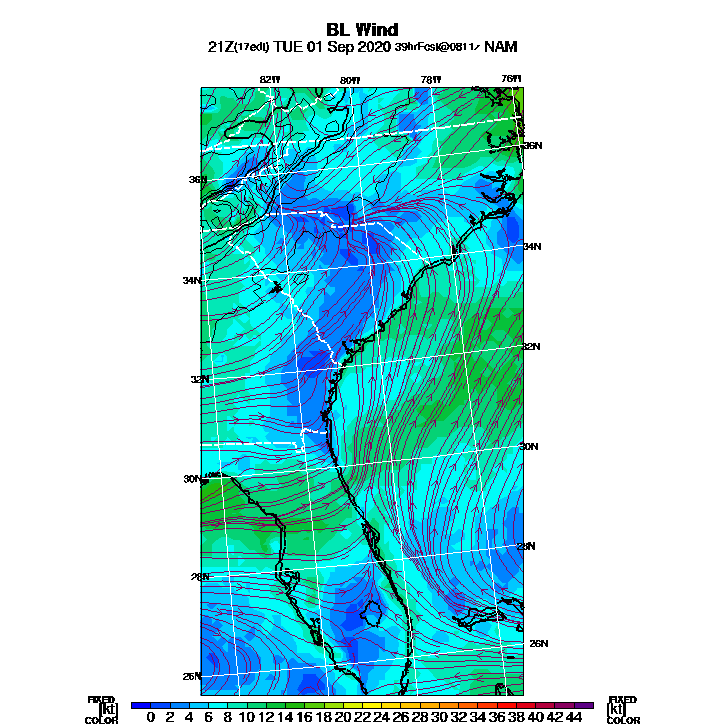 BL Wind
21Z(17edt) TUE 01 Sep 2020 39hrFcst@0811z NAM
82W 80W 78W 76W
36N
36N
34N
34N
32N
32N
30N
30N
28N
28N
26N
26N
FIXED FIXED
[kt] 0 2 4 6 8 10 12 14 16 18 20 22 24 26 28 30 32 34 36 38 40 42 44 [kt]
COLOR COLOR